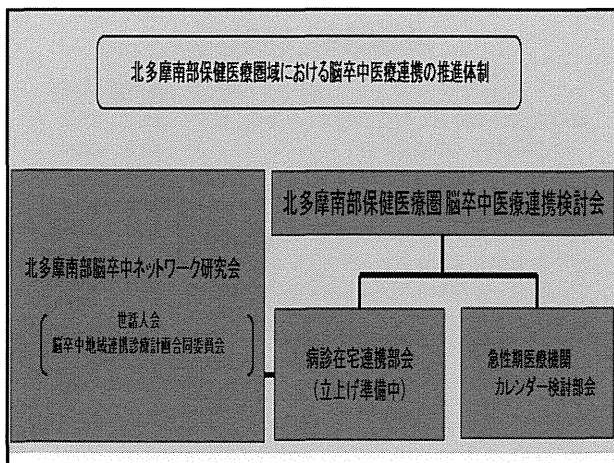 北多摩南部保健医療圏域における脳卒中医療連携の推進体制
北多摩南部保健医療圏 脳卒中医療連携検討会
北多摩南部脳卒中ネットワーク研究会
世話人会
脳卒中地域連携診療計画合同委員会
病診在宅連携部会
(立上げ準備中)
急性期医療機関
カレンダー検討部会